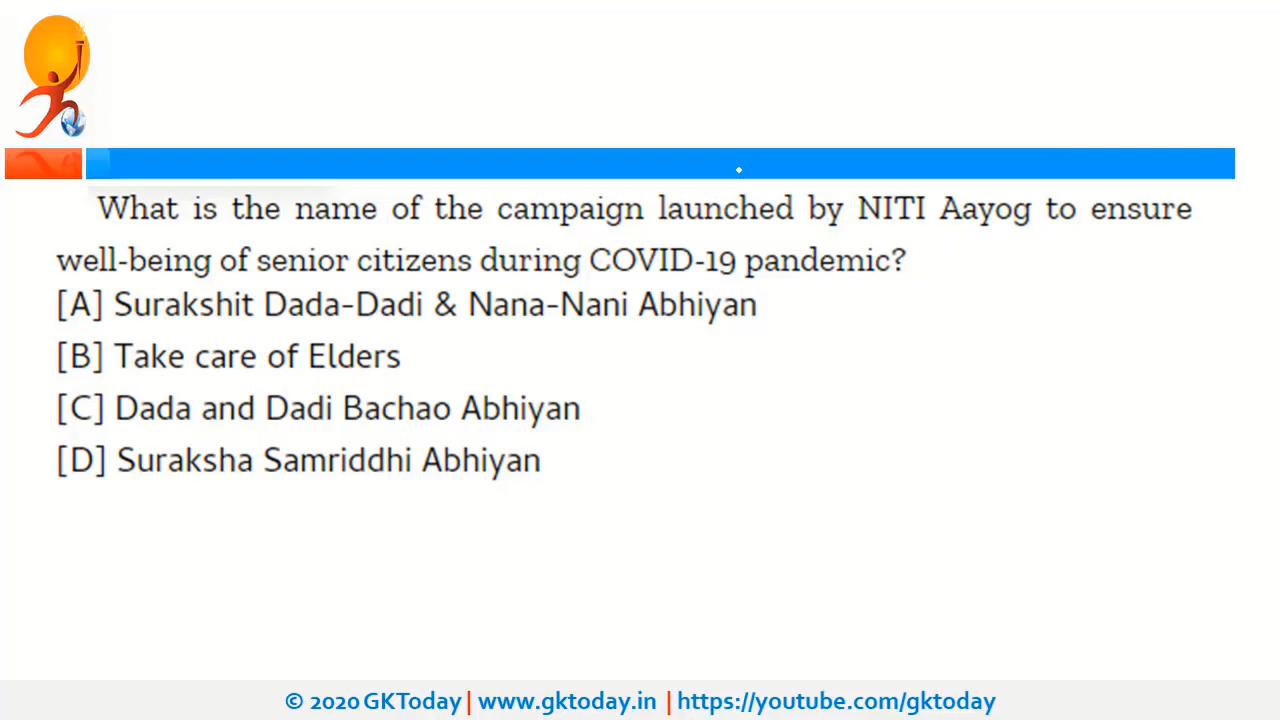 What is the name of the campaign launched by NITI Aayog to ensure
well-being of senior citizens during COVID-19 pandemic?
[A] Surakshit Dada-Dadi & Nana-Nani Abhiyan
[B] Take care of Elders
[C] Dada and Dadi Bachao Abhiyan
[D] Suraksha Samriddhi Abhiyan
© 2020 GKToday | www.gktoday.in | https://youtube.com/gktoday